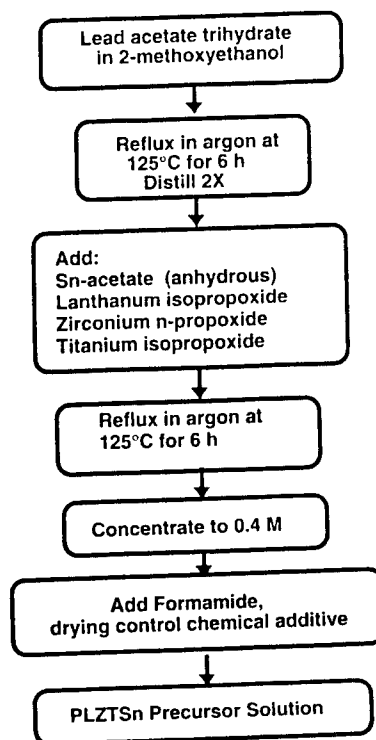 Lead acetate trihydrate
in 2-methoxyethanol
Reflux in argon at
125°C for 6 h
Distill 2X
Add:
Sn-acetate (anhydrous)
Lanthanum isopropoxide
Zirconium n-propoxide
Titanium isopropoxide
Reflux in argon at
125°C for 6 h
Concentrate to 0.4 M
Add Formamide,
drying control chemical additive
PLZTSn Precursor Solution